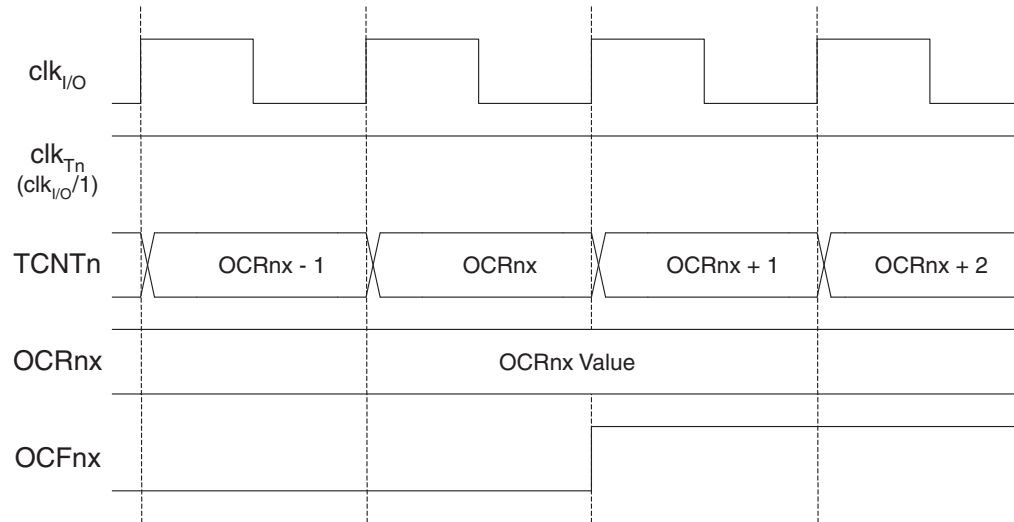 clkI/O
clkTn
(clkI/O/1)
TCNTn OCRnx - 1 OCRnx OCRnx + 1 OCRnx + 2
OCRnx OCRnx Value
OCFnx